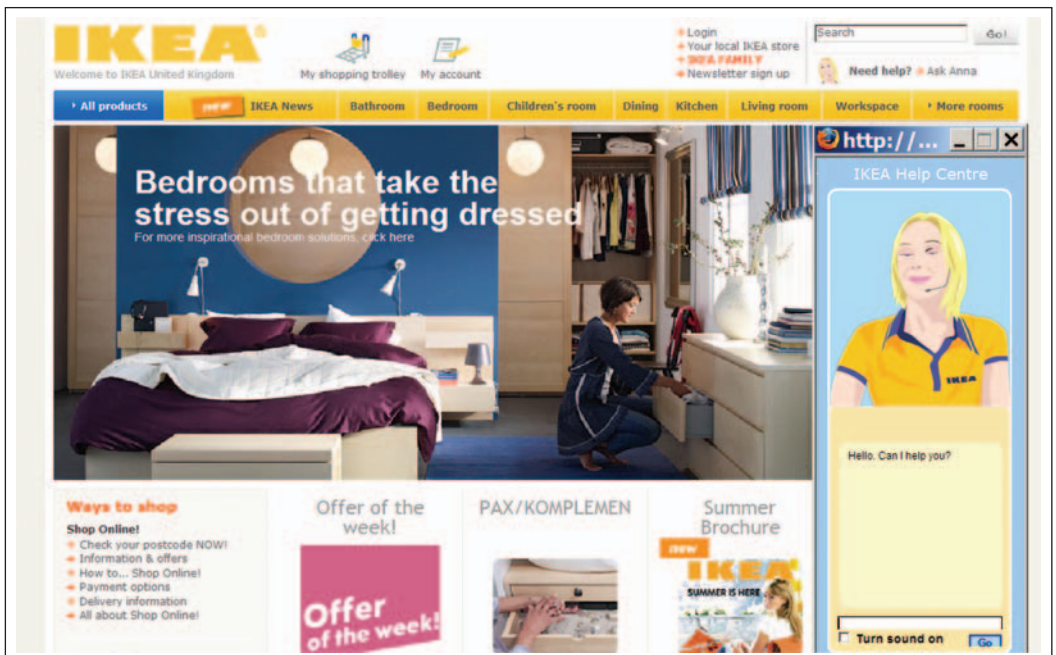 IKEA®
Welcome to IKEA United Kingdom
My shopping trolley
My account
Login
Your local IKEA store
IKEA FAMILY
Newsletter sign up
Search
Go!
Need help? Ask Anna
All products
new IKEA News
Bathroom
Bedroom
Children's room
Dining
Kitchen
Living room
Workspace
More rooms
Bedrooms that take the
stress out of getting dressed
For more inspirational bedroom solutions, click here
http:// ...
IKEA Help Centre
IKEA
Hello. Can I help you?
Turn sound on
Go
Ways to shop
Shop Online!
Check your postcode NOW!
Information & offers
How to... Shop Online!
Payment options
Delivery information
All about Shop Online!
Offer of the
week!
Offer
of the week!
PAX/KOMPLEMEN
Summer
Brochure
new
IKEA
SUMMER IS HERE